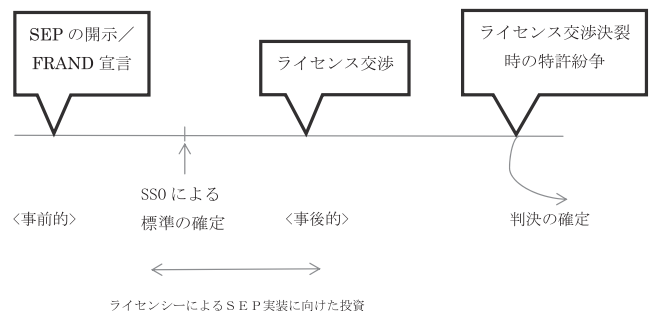 SEP の開示／
FRAND 宣言
ライセンス交渉
ライセンス交渉決裂
時の特許紛争
SSO による
標準の確定
<事前的>
<事後的>
判決の確定
ライセンシーによるＳＥＰ実装に向けた投資